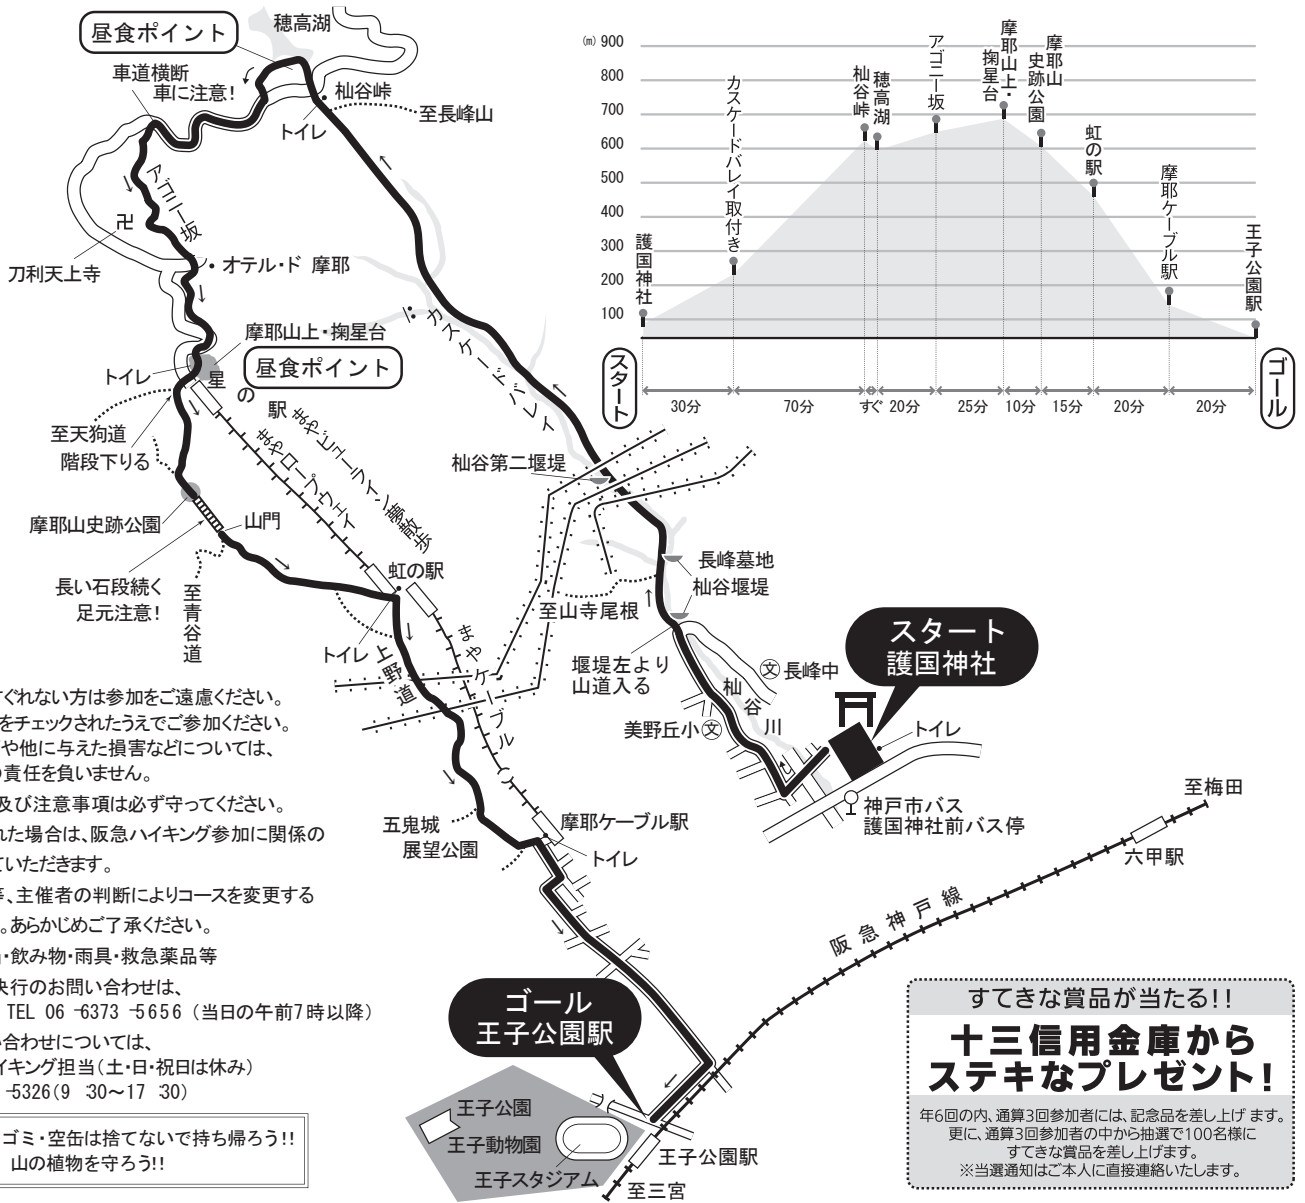 昼食ポイント
穂高湖
車道横断
車に注意!
杣谷峠
トイレ
至長峰山
アゴニー坂
卍
刀利天上寺
オテル・ド 摩耶
摩耶山上・掬星台
昼食ポイント
トイレ
星の駅
至天狗道
階段下りる
まやビューライン夢散歩
まやロープウェイ
摩耶山史跡公園
山門
長い石段続く
足元注意!
至青谷道
虹の駅
トイレ
上野道
まやケーブル
カスケードバレイ
杣谷第二堰堤
長峰墓地
杣谷堰堤
至山寺尾根
堰堤左より
山道入る
杣谷川
文 長峰中
美野丘小 文
スタート
護国神社
トイレ
神戸市バス
護国神社前バス停
至梅田
六甲駅
阪急神戸線
五鬼城
展望公園
摩耶ケーブル駅
トイレ
ゴール
王子公園駅
王子公園
王子動物園
王子スタジアム
王子公園駅
至三宮
(m) 900
800
700
600
500
400
300
200
100
護国神社
カスケードバレイ取付き
杣谷峠
穂高湖
アゴニー坂
摩耶山上・
掬星台
摩耶山
史跡公園
虹の駅
摩耶ケーブル駅
王子公園駅
スタート
30分
70分
すぐ
20分
25分
10分
15分
20分
20分
ゴール
ぐれない方は参加をご遠慮ください。
をチェックされたうえでご参加ください。
や他に与えた損害などについては、
責任を負いません。
及び注意事項は必ず守ってください。
れた場合は、阪急ハイキング参加に関係の
ていただきます。
等、主催者の判断によりコースを変更する
。あらかじめご了承ください。
・飲み物・雨具・救急薬品等
決行のお問い合わせは、
TEL 06 -6373 -5656 (当日の午前7時以降)
い合わせについては、
イキング担当(土・日・祝日は休み)
-5326(9 30〜17 30)
ゴミ・空缶は捨てないで持ち帰ろう!!
山の植物を守ろう!!
すてきな賞品が当たる!!
十三信用金庫から
ステキなプレゼント!
年6回の内、通算3回参加者には、記念品を差し上げ ます。
更に、通算3回参加者の中から抽選で100名様に
すてきな賞品を差し上げます。
※当選通知はご本人に直接連絡いたします。